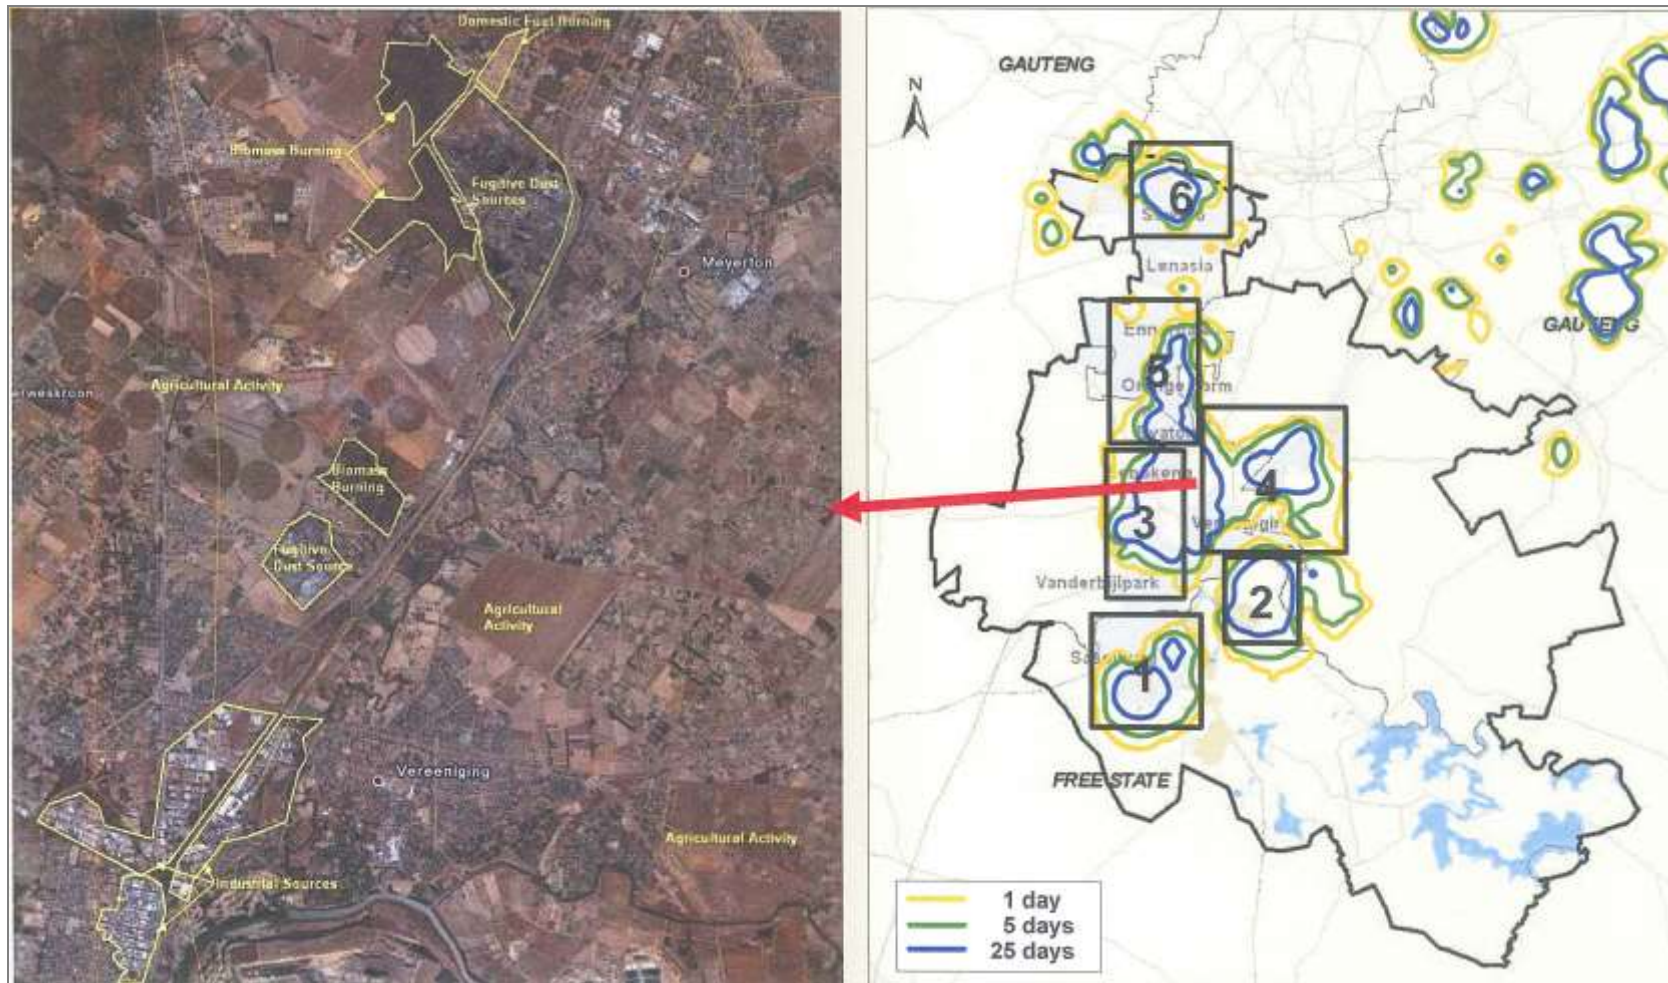 Domestic Fuel Burning
Biomass Burning
Fugitive Dust
Sources
Meyerton
Agricultural Activity
Biomass
Burning
Fugitive
Dust Source
Agricultural
Activity
Vereeniging
Agricultural Activity
Industrial Sources
GAUTENG
N
6
Lenasia
5
GAUTENG
4
3
Vanderbijlpark
2
1
FREE STATE
1 day
5 days
25 days